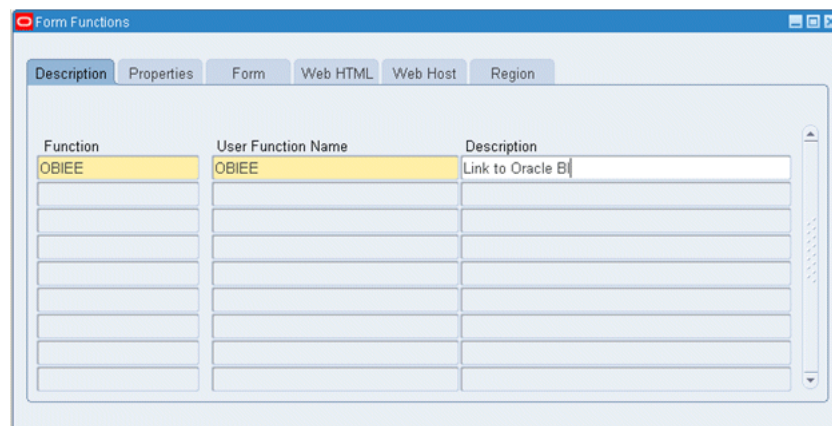 Form Functions
Description Properties Form Web HTML Web Host Region
Function User Function Name Description
OBIEE OBIEE Link to Oracle BI